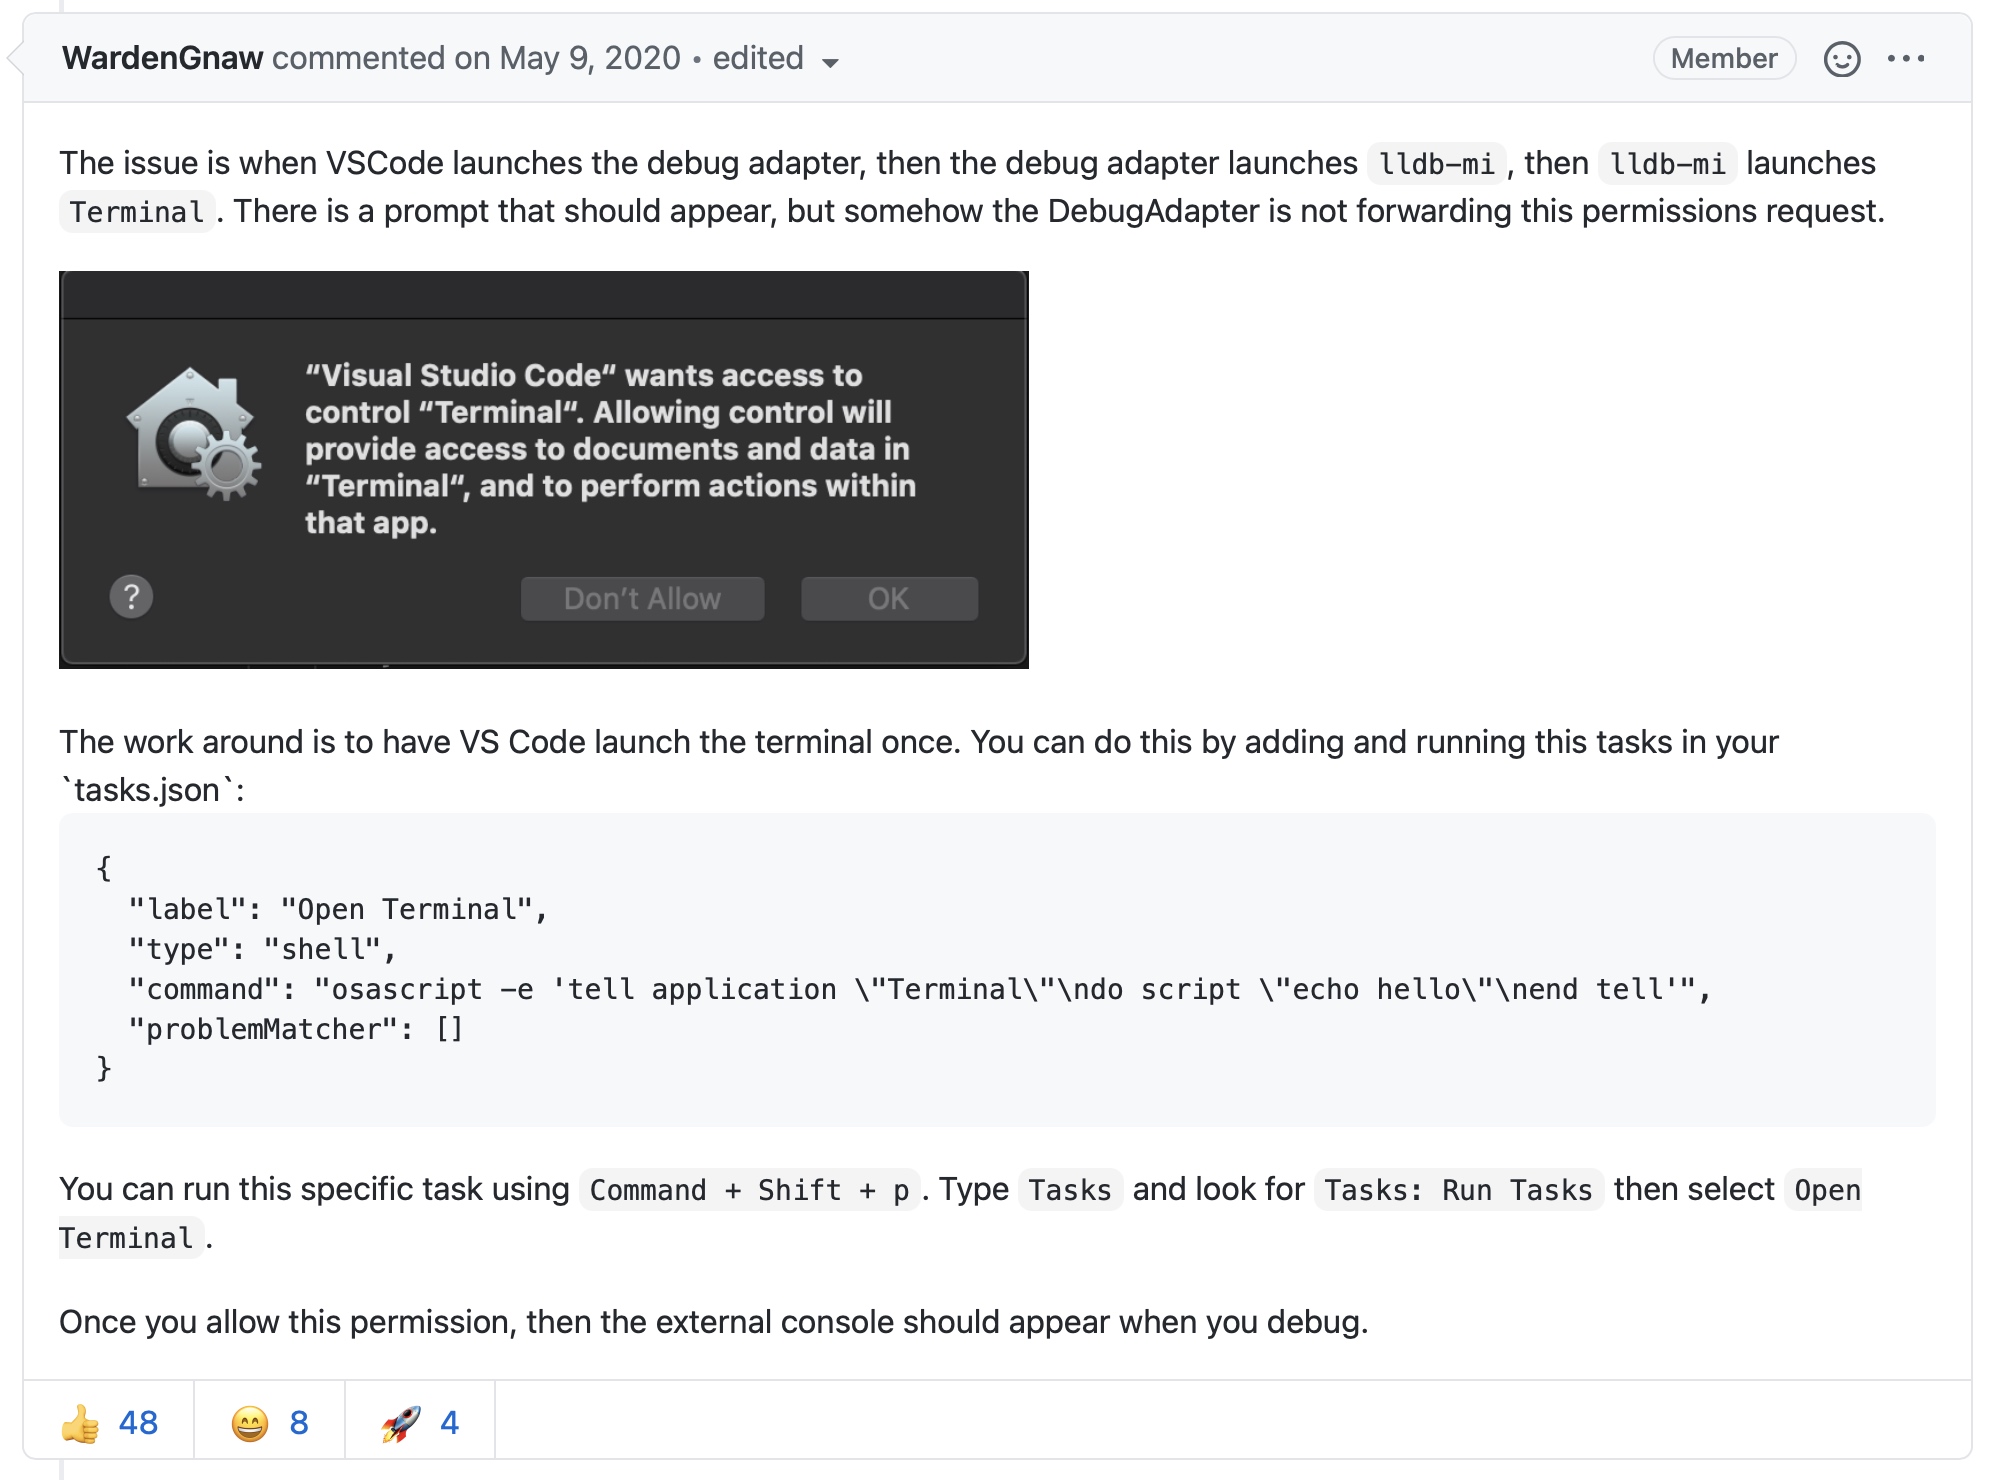 WardenGnaw commented on May 9, 2020 • edited
Member
The issue is when VSCode launches the debug adapter, then the debug adapter launches lldb-mi, then lldb-mi launches
Terminal. There is a prompt that should appear, but somehow the DebugAdapter is not forwarding this permissions request.
“Visual Studio Code“ wants access to
control “Terminal“. Allowing control will
provide access to documents and data in
“Terminal“, and to perform actions within
that app.
?
Don’t Allow
OK
The work around is to have VS Code launch the terminal once. You can do this by adding and running this tasks in your
`tasks.json`:
{
"label": "Open Terminal",
"type": "shell",
"command": "osascript -e 'tell application \"Terminal\"\ndo script \"echo hello\"\nend tell'",
"problemMatcher": []
}
You can run this specific task using Command + Shift + p. Type Tasks and look for Tasks: Run Tasks then select Open
Terminal.
Once you allow this permission, then the external console should appear when you debug.
👍 48
😄 8
🚀 4